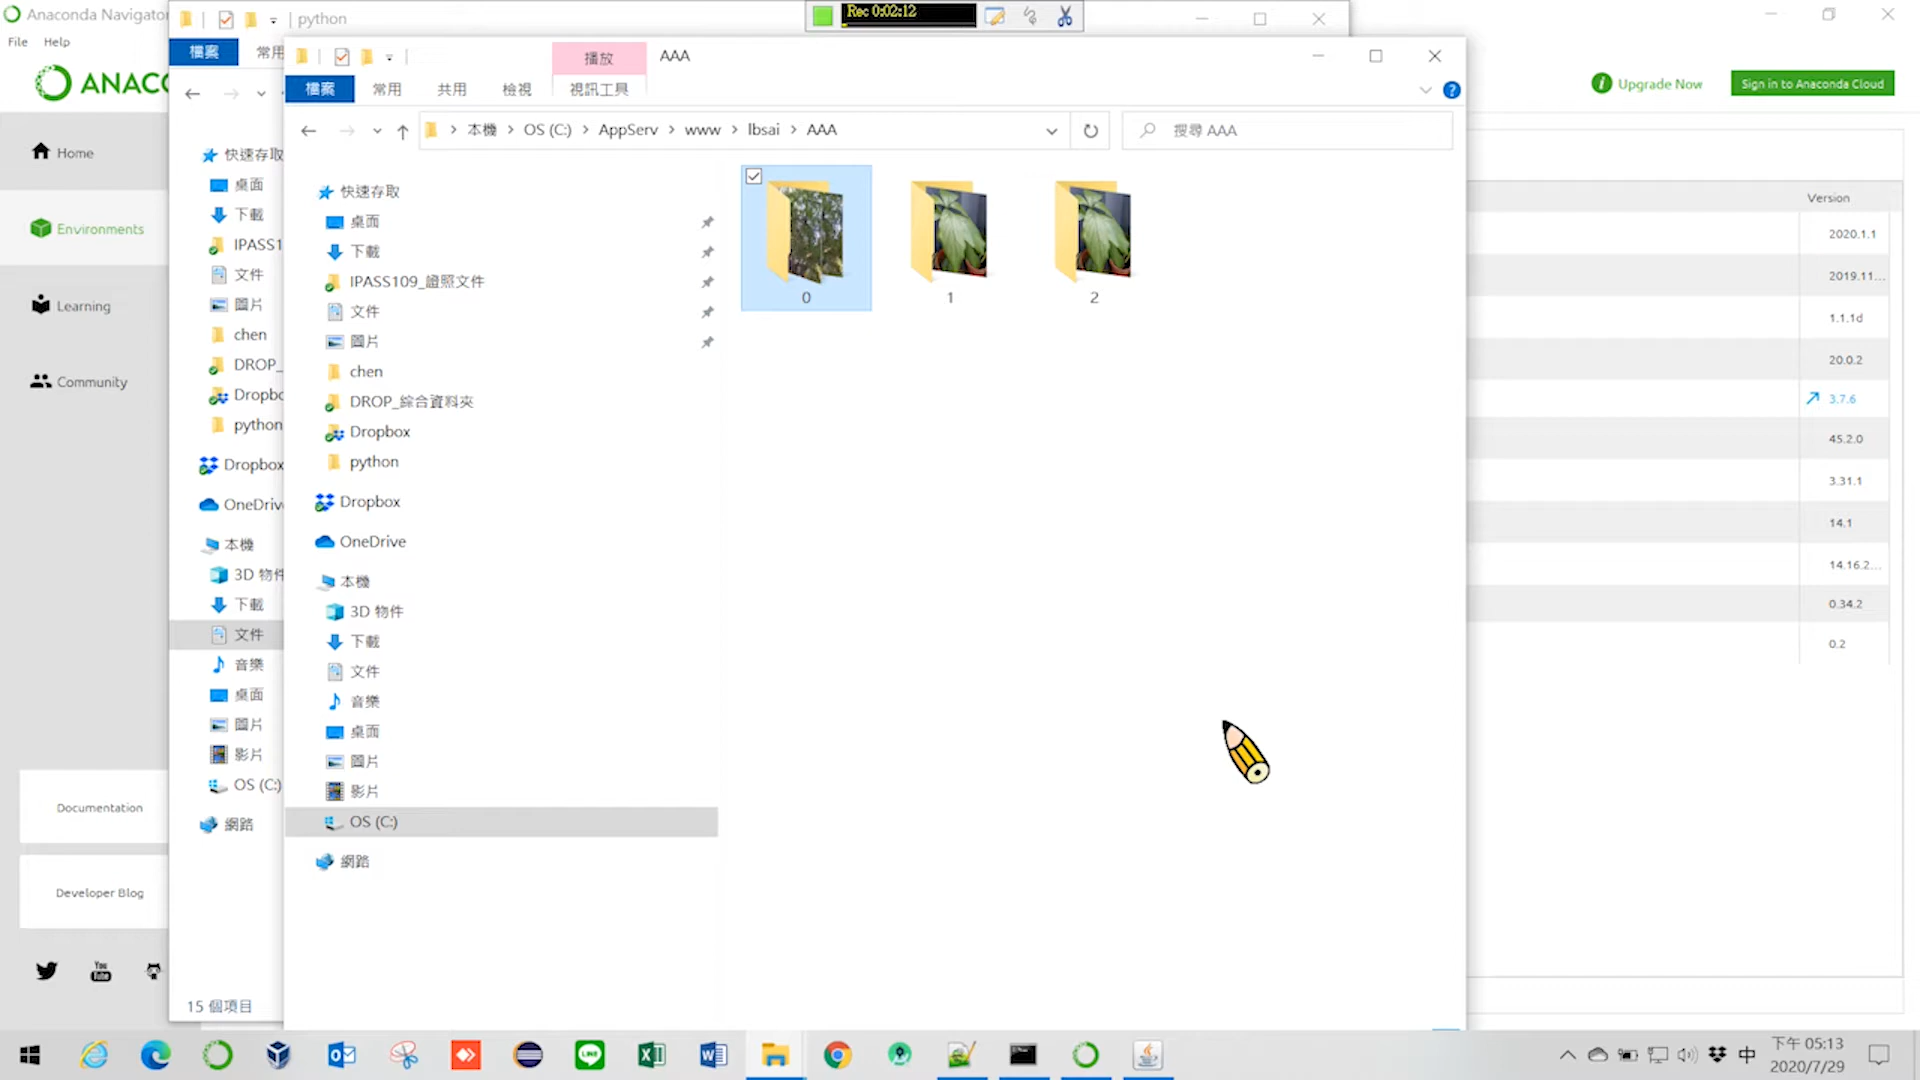 Anaconda Navigator
python
Rec 0:02:12
File Help
檔案 常用
播放 AAA
ANAC
檔案 常用 共用 檢視 視訊工具
Upgrade Now
Sign in to Anaconda Cloud
本機 OS (C:) AppServ www lbsai AAA
搜尋 AAA
Home
Environments
Learning
Community
Documentation
Developer Blog
快速存取
桌面
下載
IPASS1
文件
圖片
chen
DROP_
Dropbo
python
Dropbox
OneDriv
本機
3D 物件
下載
文件
音樂
桌面
圖片
影片
OS (C:)
網路
15 個項目
快速存取
桌面
下載
IPASS109_證照文件
文件
圖片
chen
DROP_綜合資料夾
Dropbox
python
Dropbox
OneDrive
本機
3D 物件
下載
文件
音樂
桌面
圖片
影片
OS (C:)
網路
0
1
2
Version
2020.1.1
2019.11...
1.1.1d
20.0.2
3.7.6
45.2.0
3.31.1
14.1
14.16.2...
0.34.2
0.2
You
Tube
LINE
中
下午 05:13
2020/7/29